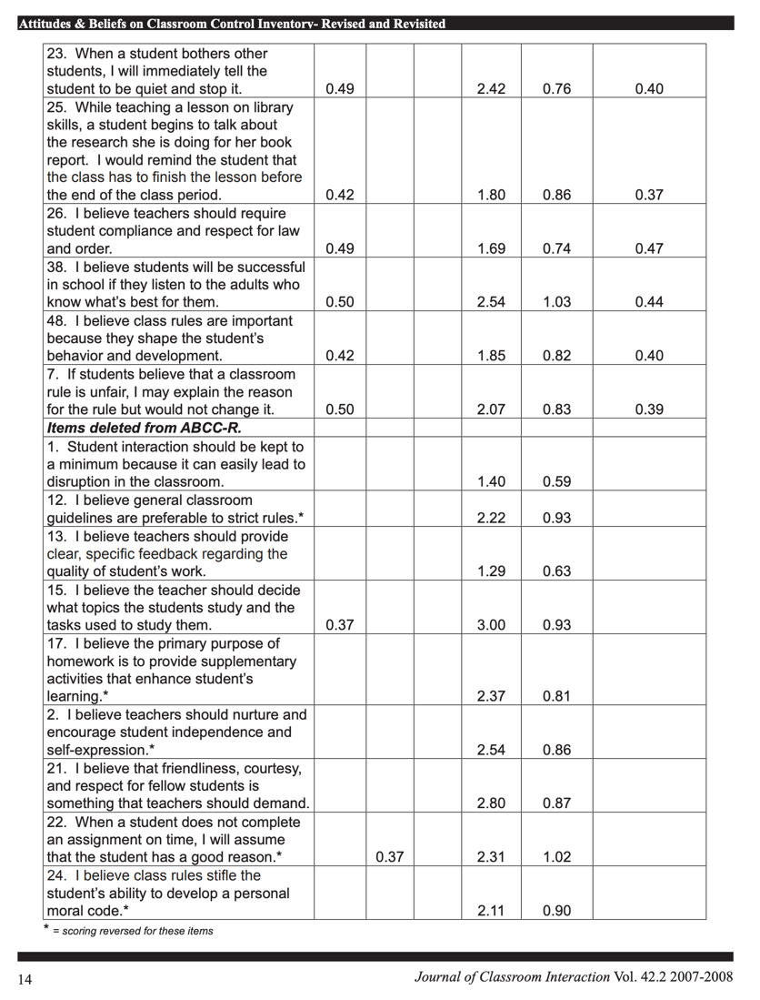 Attitudes & Beliefs on Classroom Control Inventory- Revised and Revisited
23. When a student bothers other
students, I will immediately tell the
student to be quiet and stop it. 0.49 2.42 0.76 0.40
25. While teaching a lesson on library
skills, a student begins to talk about
the research she is doing for her book
report. I would remind the student that
the class has to finish the lesson before
the end of the class period. 0.42 1.80 0.86 0.37
26. I believe teachers should require
student compliance and respect for law
and order. 0.49 1.69 0.74 0.47
38. I believe students will be successful
in school if they listen to the adults who
know what's best for them. 0.50 2.54 1.03 0.44
48. I believe class rules are important
because they shape the student's
behavior and development. 0.42 1.85 0.82 0.40
7. If students believe that a classroom
rule is unfair, I may explain the reason
for the rule but would not change it. 0.50 2.07 0.83 0.39
Items deleted from ABCC-R.
1. Student interaction should be kept to
a minimum because it can easily lead to
disruption in the classroom. 1.40 0.59
12. I believe general classroom
guidelines are preferable to strict rules.* 2.22 0.93
13. I believe teachers should provide
clear, specific feedback regarding the
quality of student's work. 1.29 0.63
15. I believe the teacher should decide
what topics the students study and the
tasks used to study them. 0.37 3.00 0.93
17. I believe the primary purpose of
homework is to provide supplementary
activities that enhance student's
learning.* 2.37 0.81
2. I believe teachers should nurture and
encourage student independence and
self-expression.* 2.54 0.86
21. I believe that friendliness, courtesy,
and respect for fellow students is
something that teachers should demand. 2.80 0.87
22. When a student does not complete
an assignment on time, I will assume
that the student has a good reason.* 0.37 2.31 1.02
24. I believe class rules stifle the
student's ability to develop a personal
moral code.* 2.11 0.90
* = scoring reversed for these items
14 Journal of Classroom Interaction Vol. 42.2 2007-2008